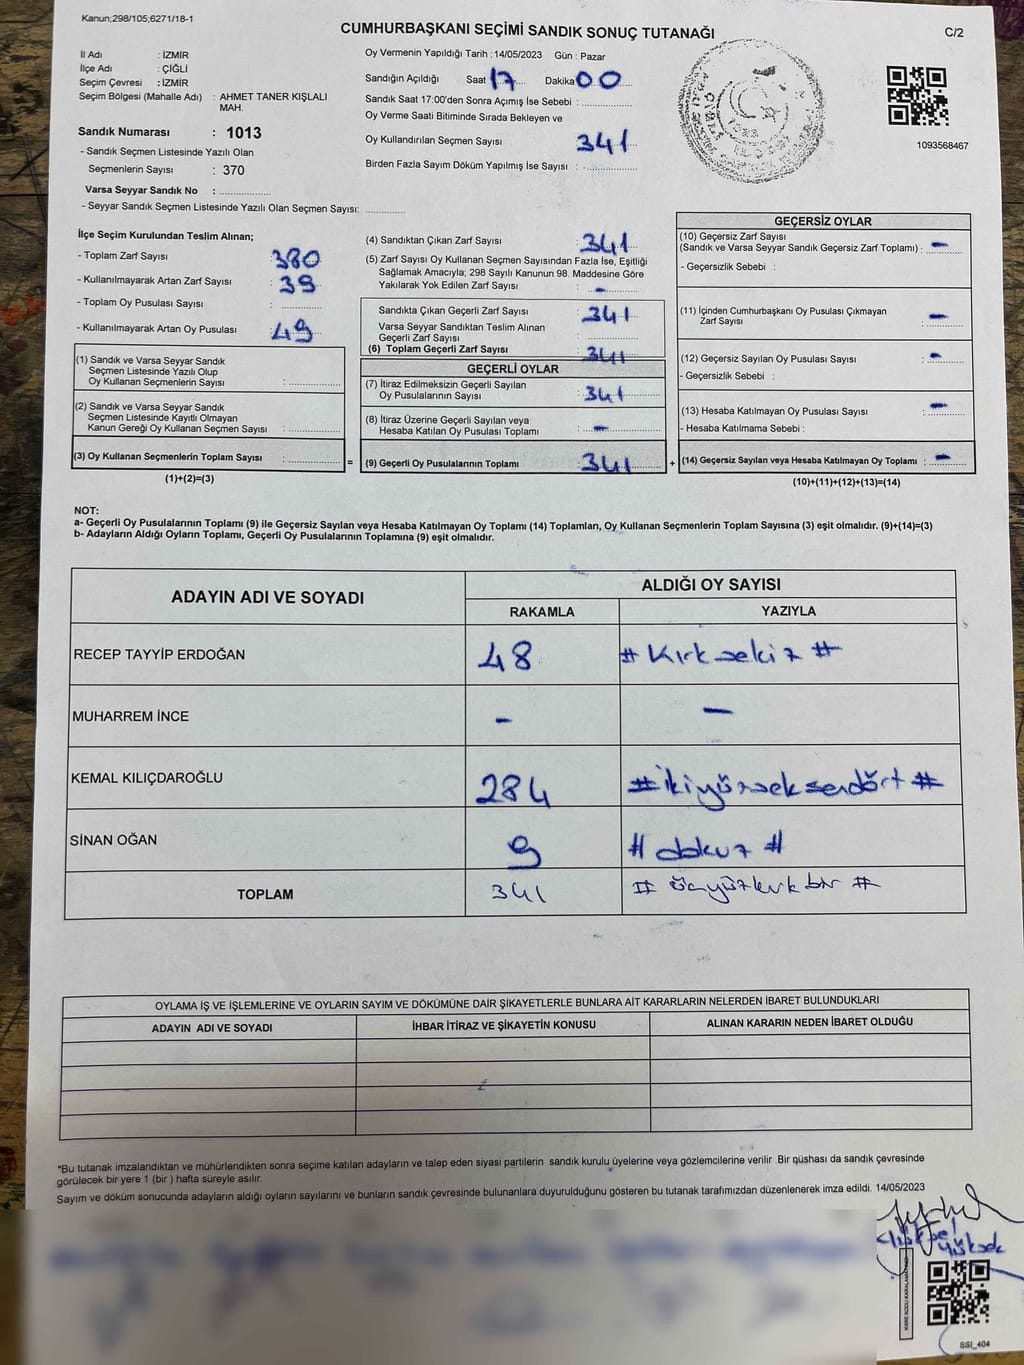 Kanun;298/105,6271/18-1
CUMHURBAŞKANI SEÇİMİ SANDIK SONUÇ TUTANAĞI
C/2
İl Adı : İZMİR
İlçe Adı : ÇİĞLİ
Seçim Çevresi : İZMİR
Seçim Bölgesi (Mahalle Adı) : AHMET TANER KIŞLALI
MAH.
Sandık Numarası : 1013
- Sandık Seçmen Listesinde Yazılı Olan
Seçmenlerin Sayısı : 370
Varsa Seyyar Sandık No :
- Seyyar Sandık Seçmen Listesinde Yazılı Olan Seçmen Sayısı:
Oy Vermenin Yapıldığı Tarih : 14/05/2023 Gün : Pazar
Sandığın Açıldığı Saat 17 Dakika 00
Sandık Saat 17:00'den Sonra Açımış İse Sebebi :
Oy Verme Saati Bitiminde Sırada Bekleyen ve
Oy Kullandırılan Seçmen Sayısı 341
Birden Fazla Sayım Döküm Yapılmış İse Sayısı :
1093568467
İlçe Seçim Kurulundan Teslim Alınan;
- Toplam Zarf Sayısı : 380
- Kullanılmayarak Artan Zarf Sayısı : 39
- Toplam Oy Pusulası Sayısı :
- Kullanılmayarak Artan Oy Pusulası : 49
(1) Sandık ve Varsa Seyyar Sandık
Seçmen Listesinde Yazılı Olup
Oy Kullanan Seçmenlerin Sayısı :
(2) Sandık ve Varsa Seyyar Sandık
Seçmen Listesinde Kayıtlı Olmayan
Kanun Gereği Oy Kullanan Seçmen Sayısı :
(3) Oy Kullanan Seçmenlerin Toplam Sayısı :
(1)+(2)=(3)
=
(4) Sandıktan Çıkan Zarf Sayısı : 341
(5) Zarf Sayısı Oy Kullanan Seçmen Sayısından Fazla İse, Eşitliği
Sağlamak Amacıyla; 298 Sayılı Kanunun 98. Maddesine Göre
Yakılarak Yok Edilen Zarf Sayısı : -
Sandıkta Çıkan Geçerli Zarf Sayısı : 341
Varsa Seyyar Sandıktan Teslim Alınan
Geçerli Zarf Sayısı :
(6) Toplam Geçerli Zarf Sayısı : 341
GEÇERLİ OYLAR
(7) İtiraz Edilmeksizin Geçerli Sayılan
Oy Pusulalarının Sayısı : 341
(8) İtiraz Üzerine Geçerli Sayılan veya
Hesaba Katılan Oy Pusulası Toplamı : -
(9) Geçerli Oy Pusulalarının Toplamı : 341
+
GEÇERSİZ OYLAR
(10) Geçersiz Zarf Sayısı
(Sandık ve Varsa Seyyar Sandık Geçersiz Zarf Toplamı) : -
- Geçersizlik Sebebi :
(11) İçinden Cumhurbaşkanı Oy Pusulası Çıkmayan
Zarf Sayısı : -
(12) Geçersiz Sayılan Oy Pusulası Sayısı : -
- Geçersizlik Sebebi :
(13) Hesaba Katılmayan Oy Pusulası Sayısı : -
- Hesaba Katılmama Sebebi :
(14) Geçersiz Sayılan veya Hesaba Katılmayan Oy Toplamı : -
(10)+(11)+(12)+(13)=(14)
NOT:
a- Geçerli Oy Pusulalarının Toplamı (9) ile Geçersiz Sayılan veya Hesaba Katılmayan Oy Toplamı (14) Toplamları, Oy Kullanan Seçmenlerin Toplam Sayısına (3) eşit olmalıdır. (9)+(14)=(3)
b- Adayların Aldığı Oyların Toplamı, Geçerli Oy Pusulalarının Toplamına (9) eşit olmalıdır.
ADAYIN ADI VE SOYADI ALDIĞI OY SAYISI
RAKAMLA YAZIYLA
RECEP TAYYİP ERDOĞAN 48 # Kırksekiz #
MUHARREM İNCE - -
KEMAL KILIÇDAROĞLU 284 # ikiyüzseksendört #
SİNAN OĞAN 9 # dokuz #
TOPLAM 341 # üçyüzkırkbir #
OYLAMA İŞ VE İŞLEMLERİNE VE OYLARIN SAYIM VE DÖKÜMÜNE DAİR ŞİKAYETLERLE BUNLARA AİT KARARLARIN NELERDEN İBARET BULUNDUKLARI
ADAYIN ADI VE SOYADI İHBAR İTİRAZ VE ŞİKAYETİN KONUSU ALINAN KARARIN NEDEN İBARET OLDUĞU
*Bu tutanak imzalandıktan ve mühürlendikten sonra seçime katılan adayların ve talep eden siyasi partilerin sandık kurulu üyelerine veya gözlemcilerine verilir .Bir nüshası da sandık çevresinde
görülecek bir yere 1 (bir ) hafta süreyle asılır.
Sayım ve döküm sonucunda adayların aldığı oyların sayılarını ve bunların sandık çevresinde bulunanlara duyurulduğunu gösteren bu tutanak tarafımızdan düzenlenerek imza edildi. 14/05/2023
SSI_404